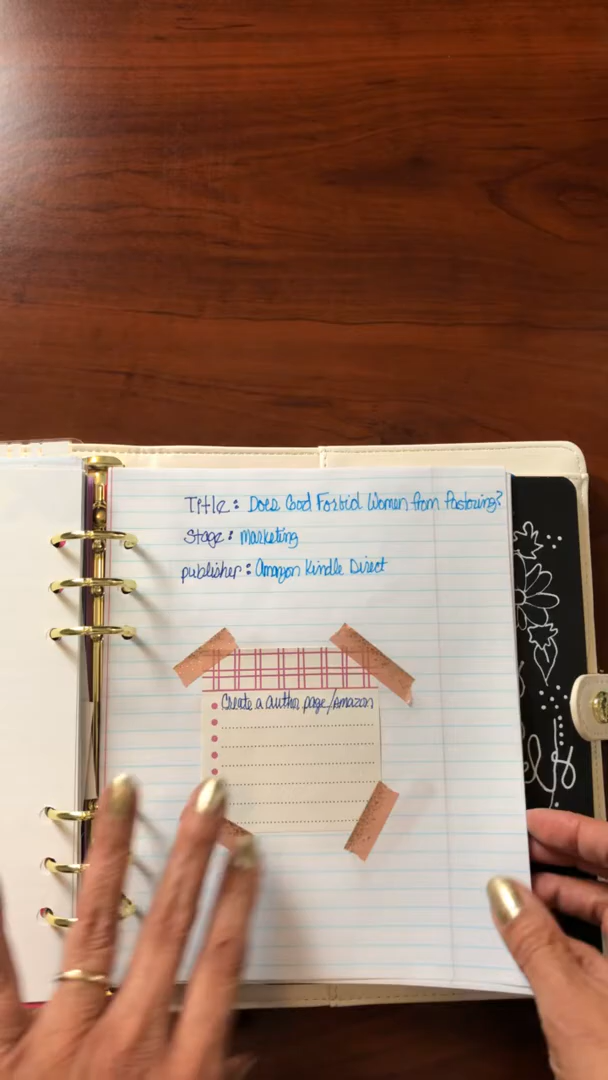 Title: Does God Forbid Women from Pastoring?
Stage: Marketing
publisher: Amazon Kindle Direct
Create a author page/Amazon